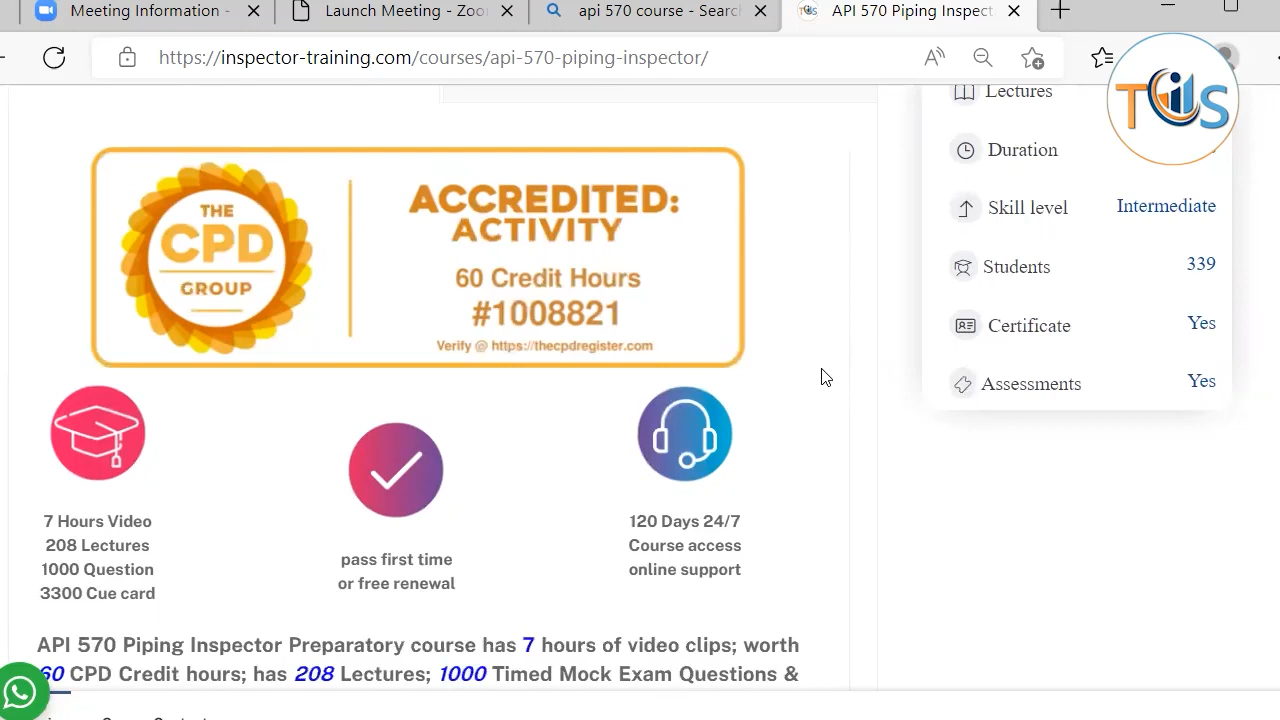 Meeting Information -
Launch Meeting - Zoo
api 570 course - Search
API 570 Piping Inspect
https://inspector-training.com/courses/api-570-piping-inspector/
TCIS
Lectures
Duration
Skill level Intermediate
Students 339
Certificate Yes
Assessments Yes
THE
CPD
GROUP
ACCREDITED:
ACTIVITY
60 Credit Hours
#1008821
Verify @ https://thecpdregister.com
7 Hours Video
208 Lectures
1000 Question
3300 Cue card
pass first time
or free renewal
120 Days 24/7
Course access
online support
API 570 Piping Inspector Preparatory course has 7 hours of video clips; worth
60 CPD Credit hours; has 208 Lectures; 1000 Timed Mock Exam Questions &